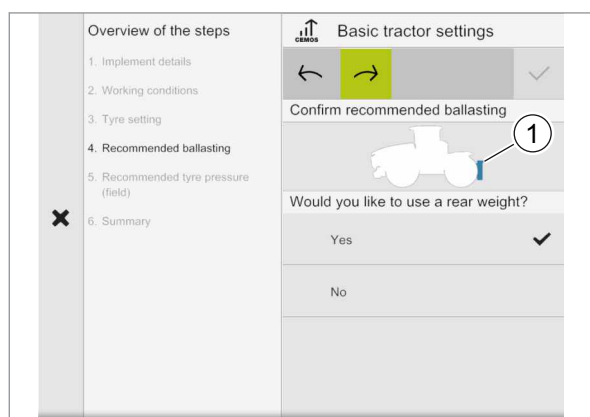 Overview of the steps
1. Implement details
2. Working conditions
3. Tyre setting
4. Recommended ballasting
5. Recommended tyre pressure
(field)
6. Summary
CEMOS
Basic tractor settings
Confirm recommended ballasting
1
Would you like to use a rear weight?
Yes
No